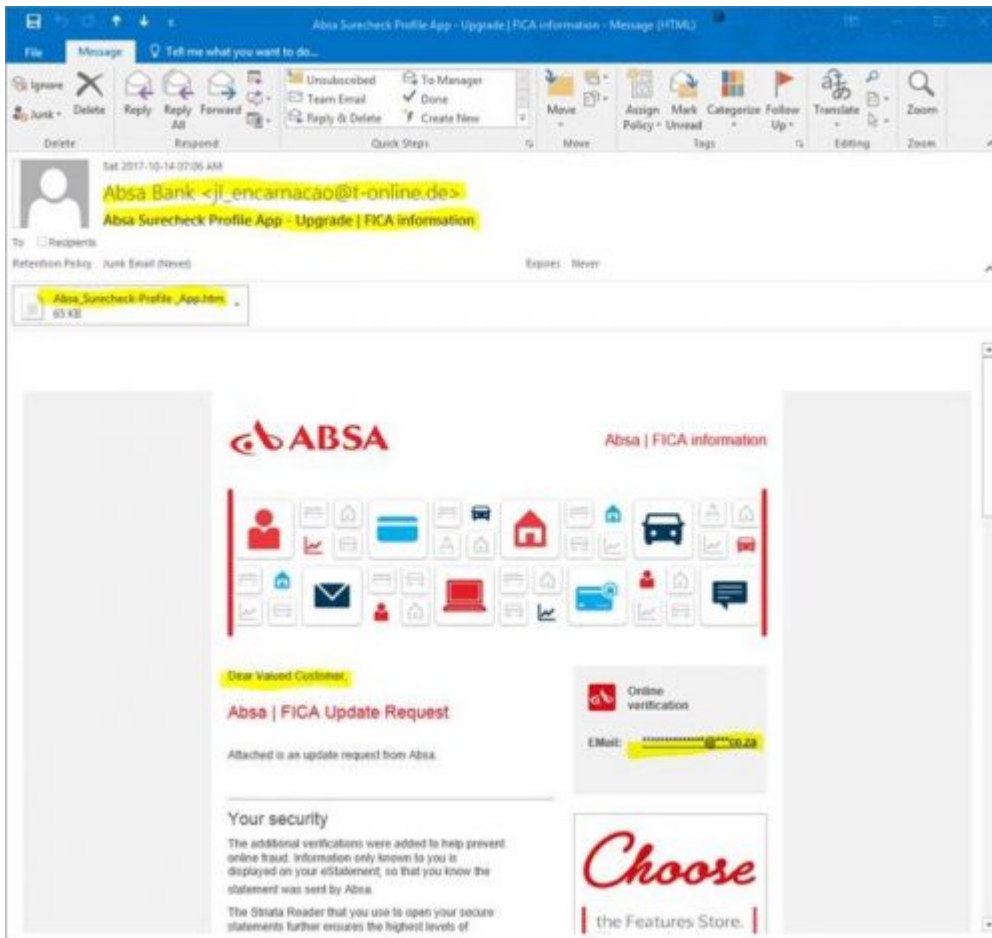 Absa Surecheck Profile App - Upgrade | FICA information - Message (HTML)
File Message Tell me what you want to do...
Ignore
Junk
Delete
Reply
Reply All
Forward
Unsubscribed
Team Email
Reply & Delete
To Manager
Done
Create New
Move
Assign Policy
Mark Unread
Categorize
Follow Up
Translate
Zoom
Delete Respond Quick Steps Move Tags Editing Zoom
Sat 2017-10-14 07:06 AM
Absa Bank <jl_encarnacao@t-online.de>
Absa Surecheck Profile App - Upgrade | FICA information
To Recipients
Retention Policy Junk Email (Never) Expires Never
Absa_Surecheck-Profile_App.htm
65 KB
ABSA
Absa | FICA information
Dear Valued Customer,
Absa | FICA Update Request
Attached is an update request from Absa.
Online
verification
EMail: **************@***co.za
Your security
The additional verifications were added to help prevent
online fraud. Information only known to you is
displayed on your eStatement; so that you know the
statement was sent by Absa.
The Striata Reader that you use to open your secure
statements further ensures the highest levels of
Choose
the Features Store.